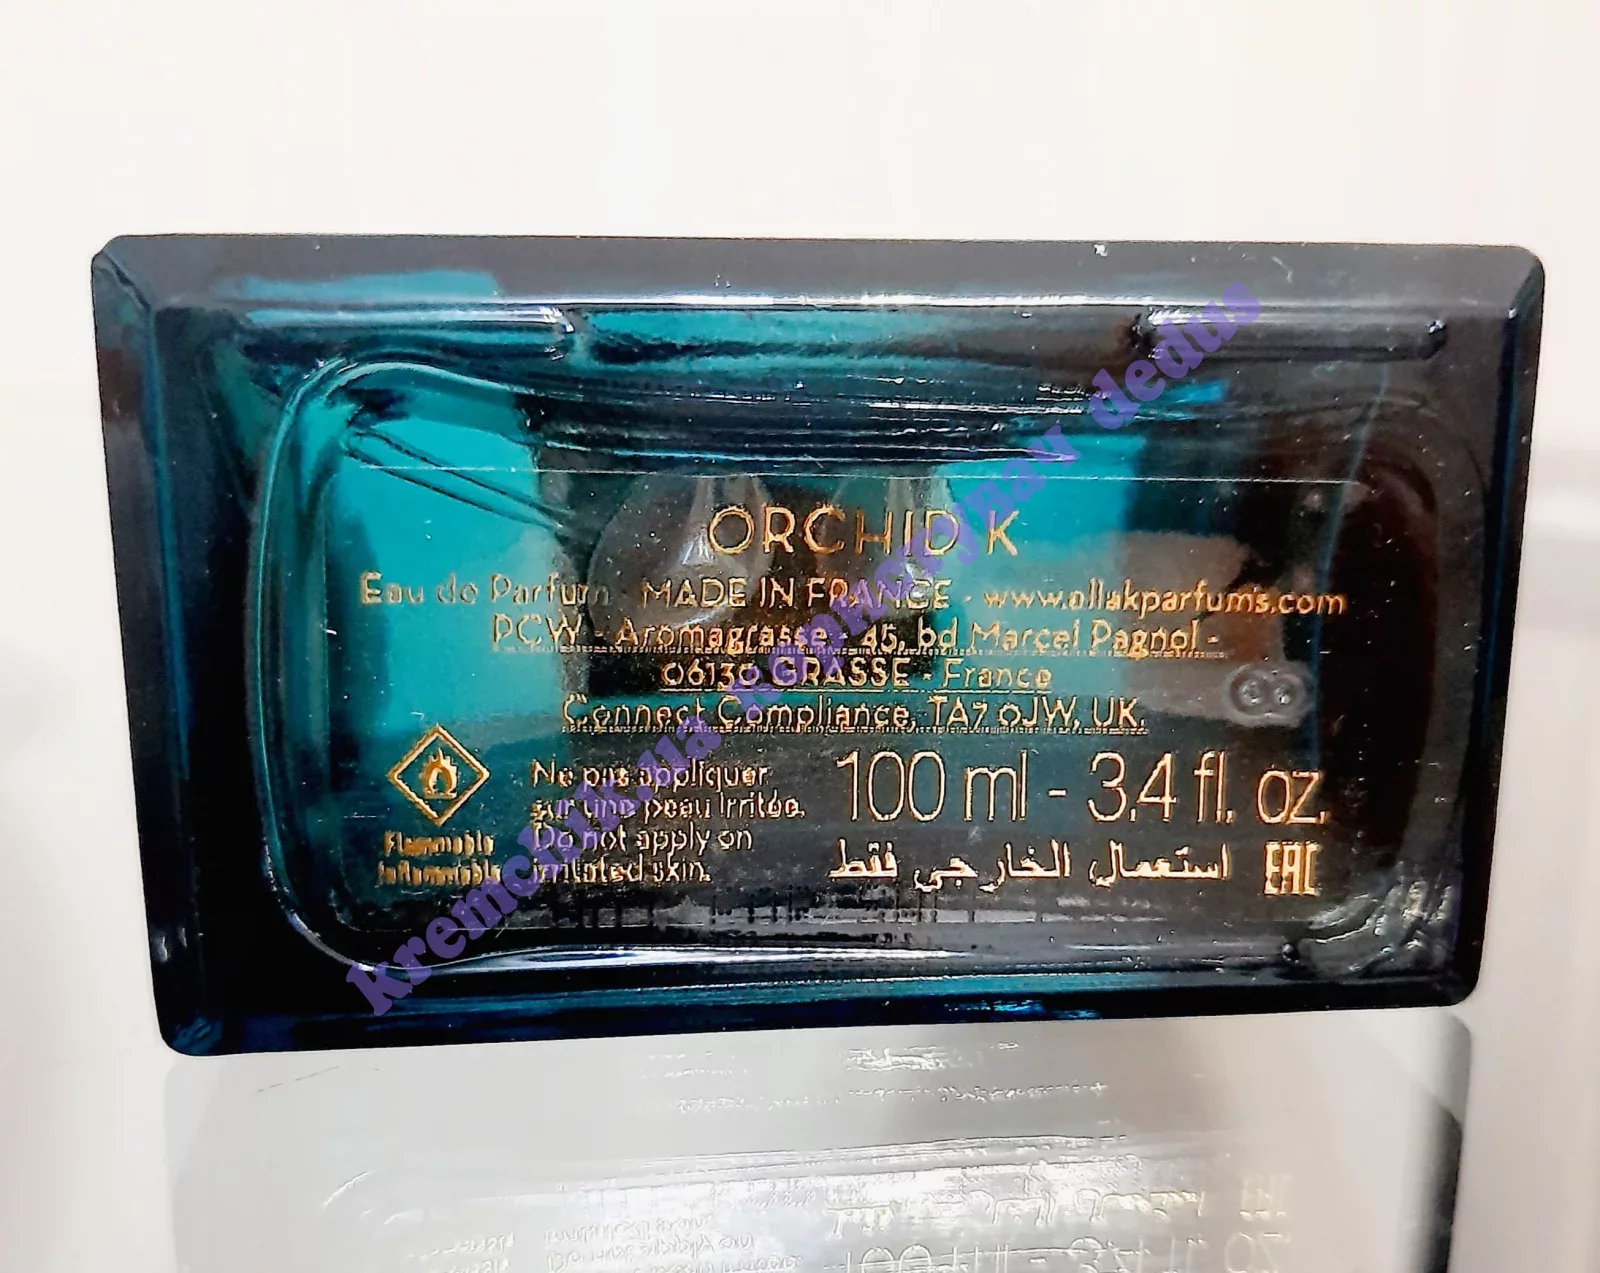 ORCHID K
Eau de Parfum - MADE IN FRANCE - www.ollakparfums.com
PCW - Aromagrasse - 45, bd Marcel Pagnol -
06130 GRASSE - France
Connect Compliance, TA7 0JW, UK.
Ne pas appliquer
sur une peau irritée.
Do not apply on
irritated skin.
Flammable
Inflammable
100 ml - 3.4 fl. oz.
استعمال الخارجي فقط
EAC